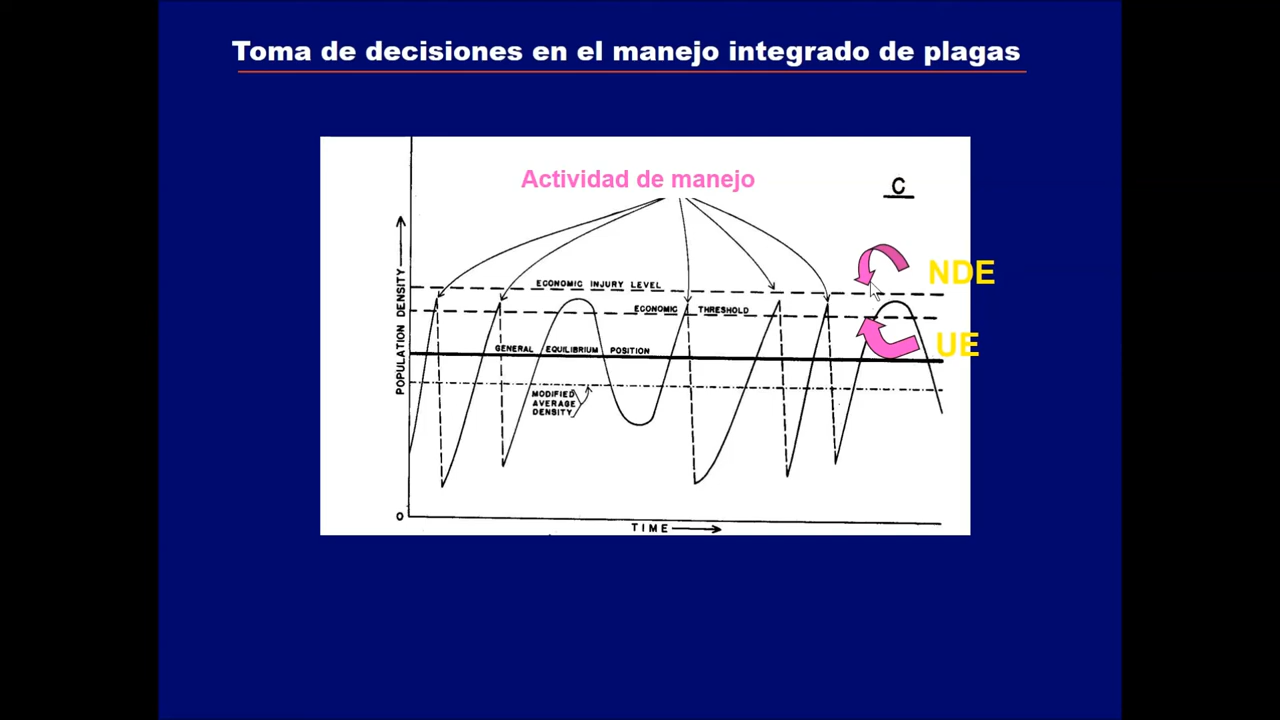 Toma de decisiones en el manejo integrado de plagas
Actividad de manejo
C
NDE
ECONOMIC INJURY LEVEL
ECONOMIC THRESHOLD
UE
GENERAL EQUILIBRIUM POSITION
MODIFIED
AVERAGE
DENSITY
POPULATION DENSITY
0
TIME